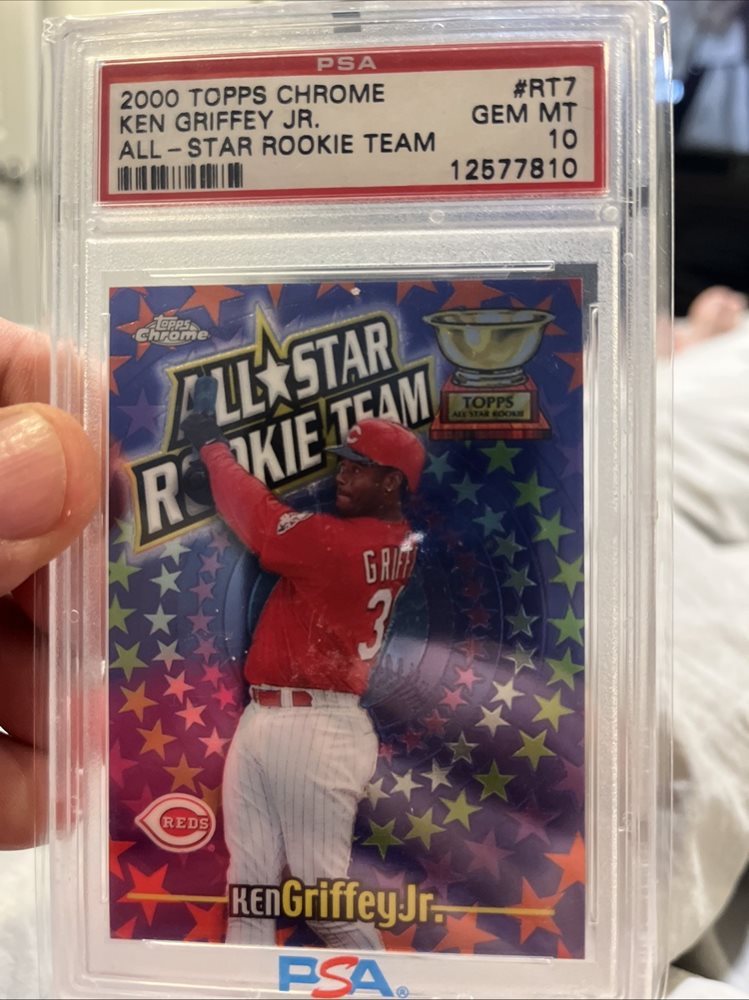 PSA
2000 TOPPS CHROME #RT7
KEN GRIFFEY JR. GEM MT
ALL-STAR ROOKIE TEAM 10
12577810
Topps
Chrome
ALL★STAR
ROOKIE TEAM
TOPPS
ALL STAR ROOKIE
C
GRIFF
3
REDS
KEN Griffey Jr.
PSA®